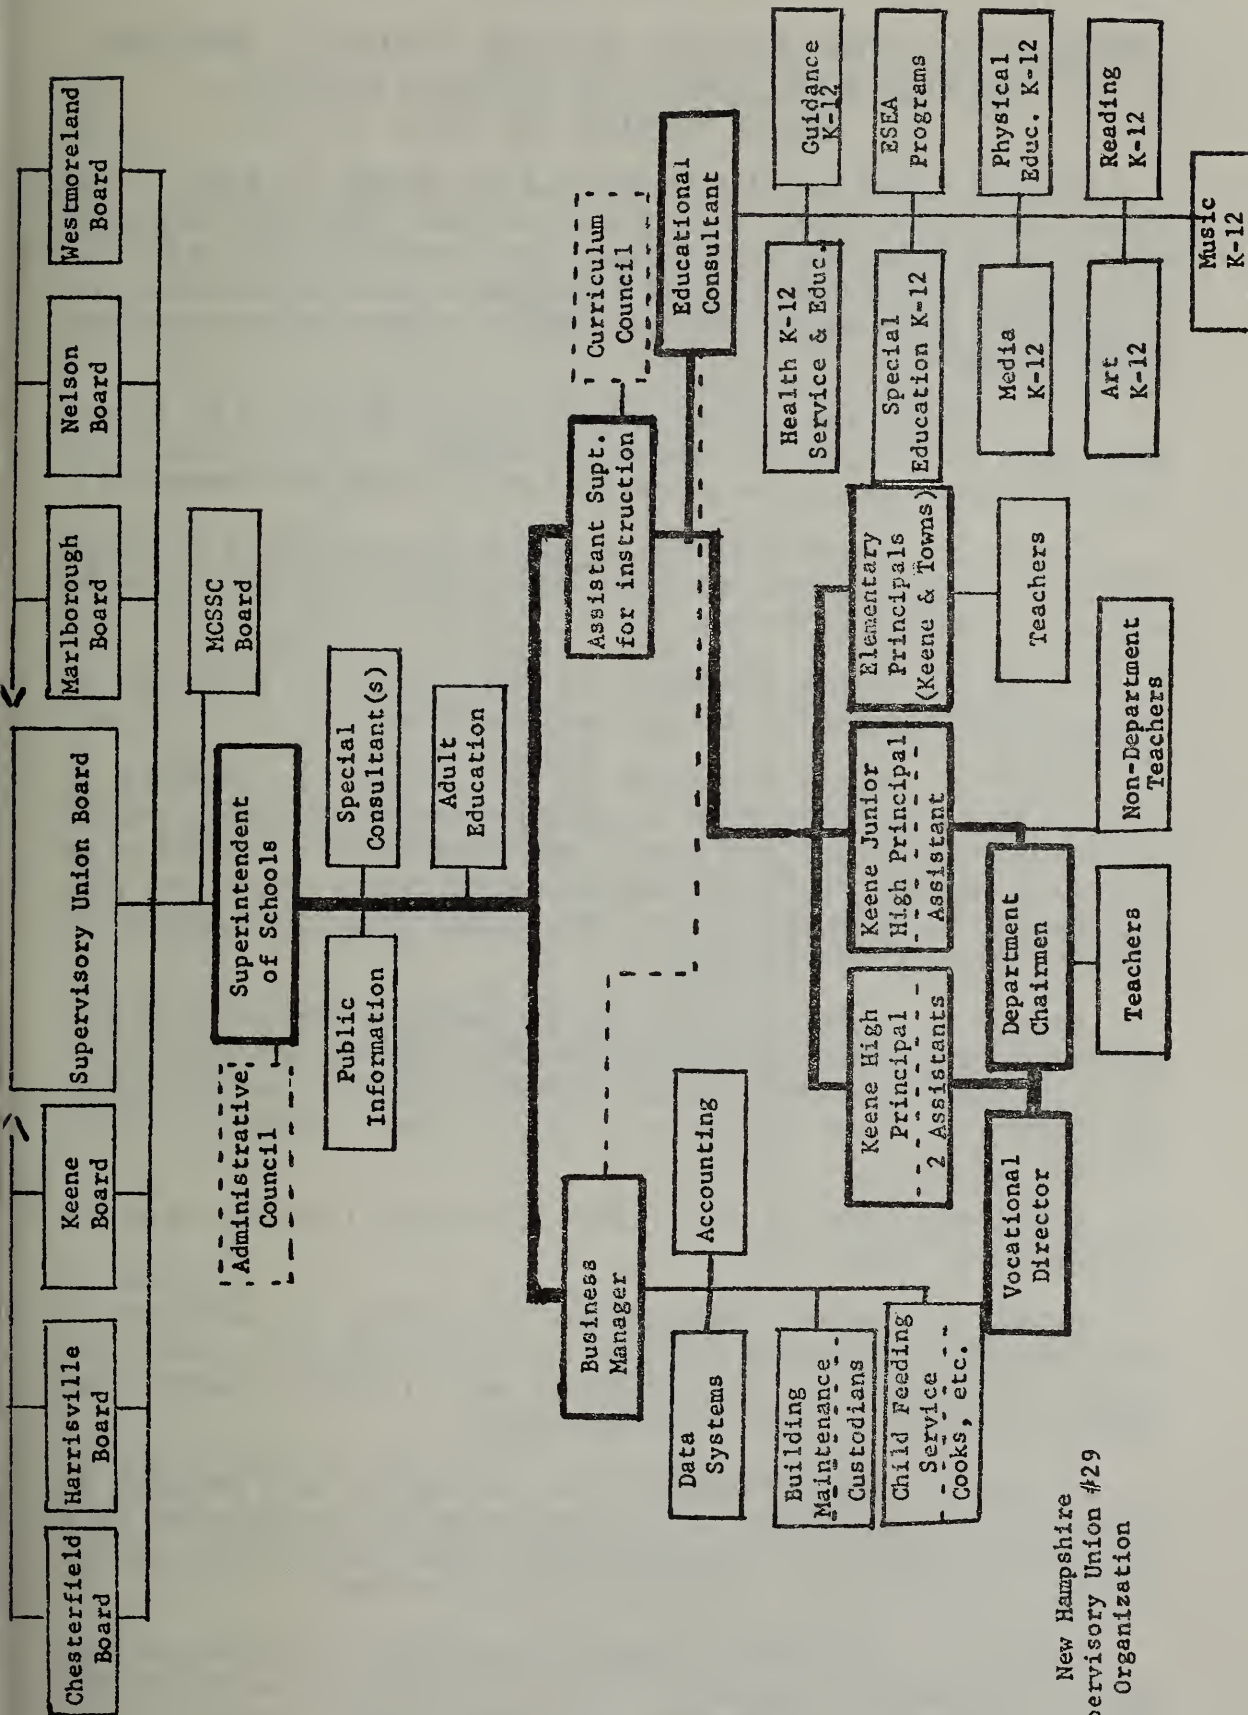 Chesterfield
Board
Harrisville
Board
Keene
Board
Supervisory Union Board
Marlborough
Board
Nelson
Board
Westmoreland
Board
MCSSC
Board
Administrative
Council
Superintendent
of Schools
Public
Information
Special
Consultant(s)
Adult
Education
Business
Manager
Assistant Supt.
for instruction
Curriculum
Council
Educational
Consultant
Data
Systems
Accounting
Building
Maintenance
Custodians
Child Feeding
Service
Cooks, etc.
Keene High
Principal
2 Assistants
Keene Junior
High Principal
Assistant
Elementary
Principals
(Keene & Towns)
Teachers
Vocational
Director
Department
Chairmen
Teachers
Non-Department
Teachers
Health K-12
Service & Educ.
Guidance
K-12
Special
Education K-12
ESEA
Programs
Media
K-12
Physical
Educ. K-12
Art
K-12
Reading
K-12
Music
K-12
New Hampshire
pervisory Union #29
Organization